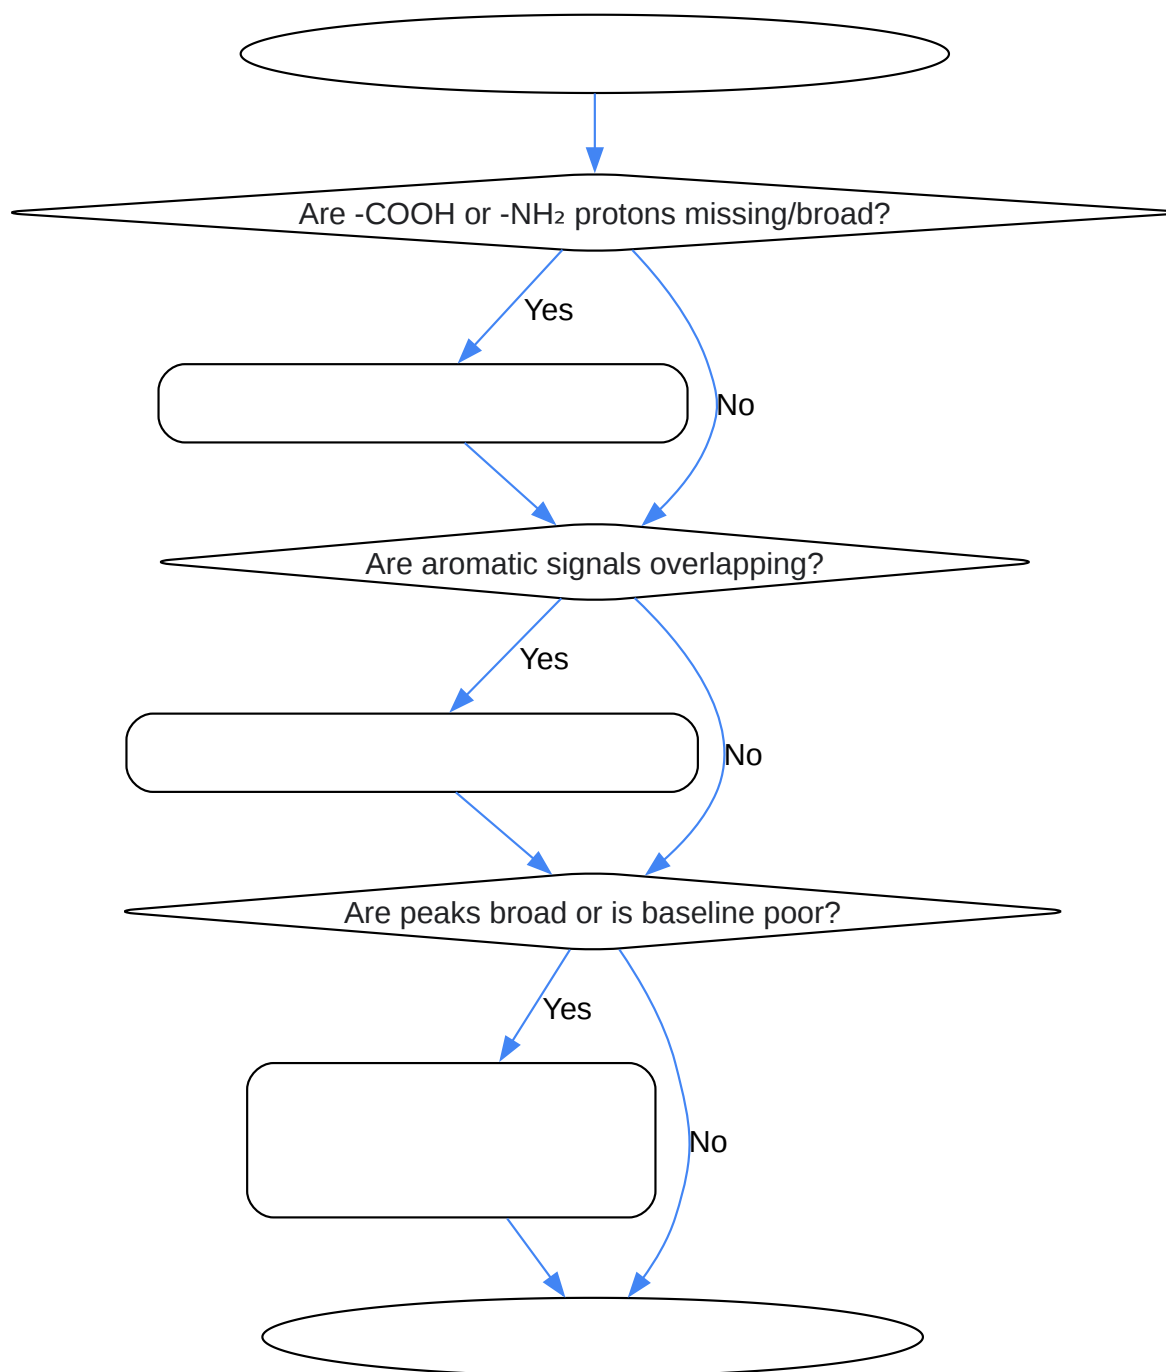 Are -COOH or -NH₂ protons missing/broad?
Yes
No
Are aromatic signals overlapping?
Yes
No
Are peaks broad or is baseline poor?
Yes
No